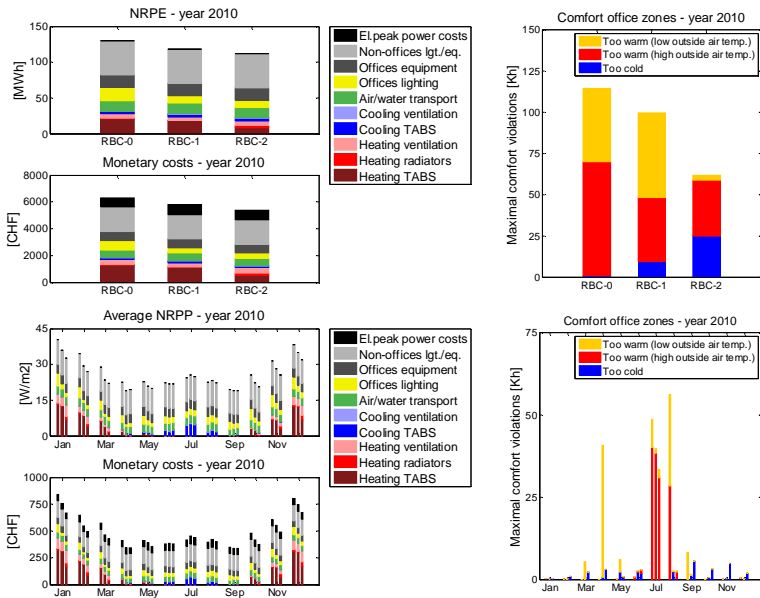 NRPE - year 2010
[MWh]
150
100
50
0
RBC-0
RBC-1
RBC-2
El.peak power costs
Non-offices lgt./eq.
Offices equipment
Offices lighting
Air/water transport
Cooling ventilation
Cooling TABS
Heating ventilation
Heating radiators
Heating TABS
Monetary costs - year 2010
[CHF]
8000
6000
4000
2000
0
RBC-0
RBC-1
RBC-2
Comfort office zones - year 2010
Maximal comfort violations [Kh]
150
125
100
75
50
25
0
Too warm (low outside air temp.)
Too warm (high outside air temp.)
Too cold
RBC-0
RBC-1
RBC-2
Average NRPP - year 2010
[W/m2]
45
30
15
0
Jan
Mar
May
Jul
Sep
Nov
El.peak power costs
Non-offices lgt./eq.
Offices equipment
Offices lighting
Air/water transport
Cooling ventilation
Cooling TABS
Heating ventilation
Heating radiators
Heating TABS
Monetary costs - year 2010
[CHF]
1000
750
500
250
0
Jan
Mar
May
Jul
Sep
Nov
Comfort office zones - year 2010
Maximal comfort violations [Kh]
75
50
25
0
Too warm (low outside air temp.)
Too warm (high outside air temp.)
Too cold
Jan
Mar
May
Jul
Sep
Nov